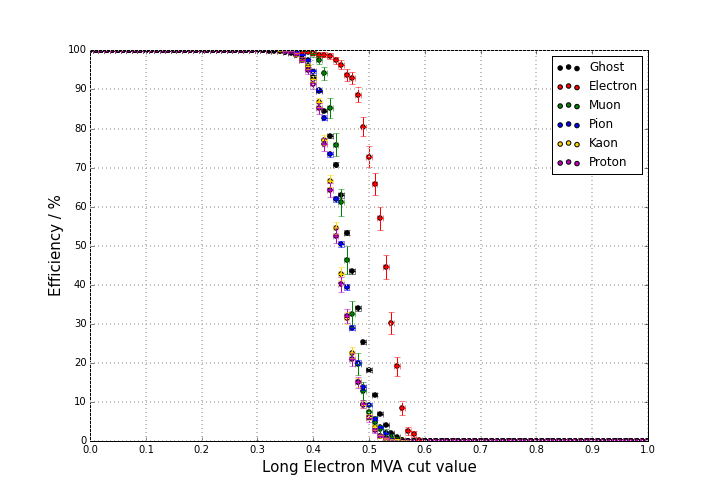 100
90
80
70
60
50
40
30
20
10
0
Efficiency / %
Ghost
Electron
Muon
Pion
Kaon
Proton
0.0 0.1 0.2 0.3 0.4 0.5 0.6 0.7 0.8 0.9 1.0
Long Electron MVA cut value